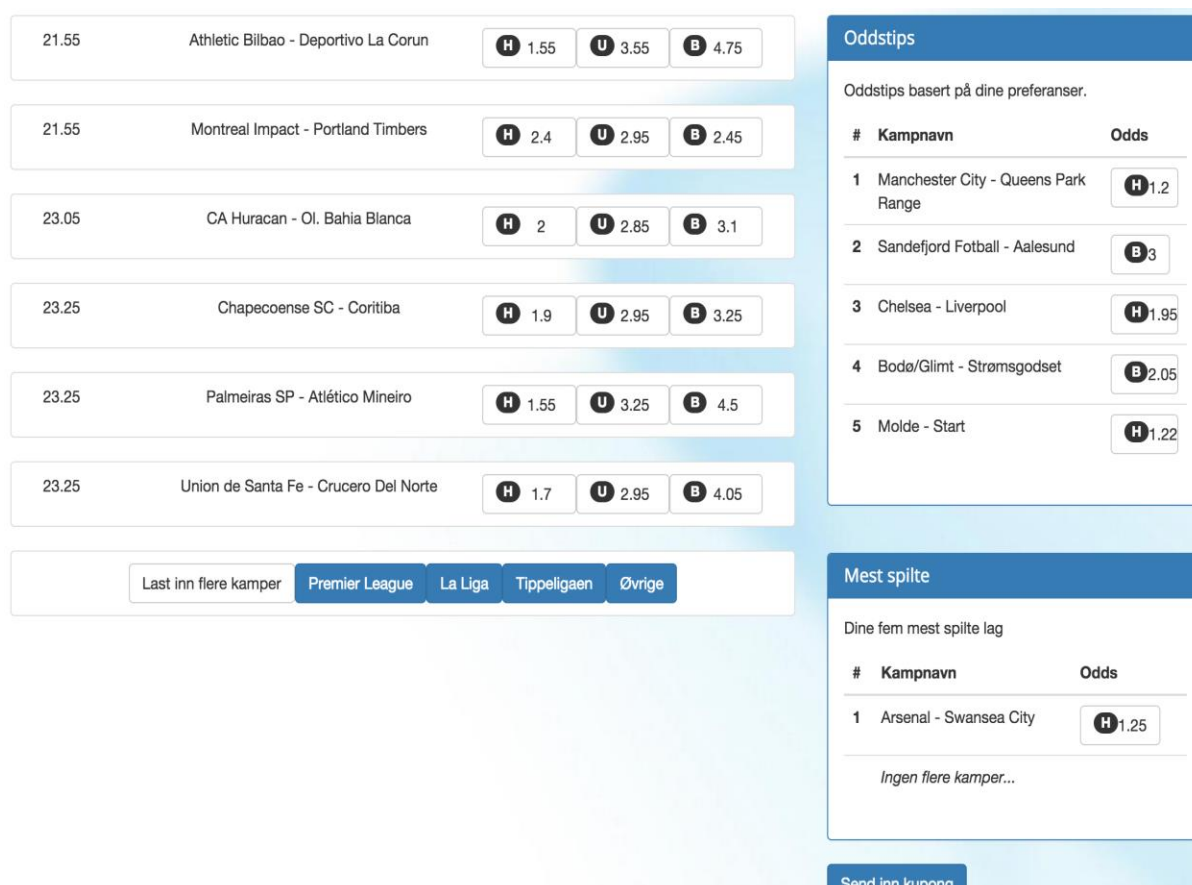 21.55 Athletic Bilbao - Deportivo La Corun H 1.55 U 3.55 B 4.75
21.55 Montreal Impact - Portland Timbers H 2.4 U 2.95 B 2.45
23.05 CA Huracan - Ol. Bahia Blanca H 2 U 2.85 B 3.1
23.25 Chapecoense SC - Coritiba H 1.9 U 2.95 B 3.25
23.25 Palmeiras SP - Atlético Mineiro H 1.55 U 3.25 B 4.5
23.25 Union de Santa Fe - Crucero Del Norte H 1.7 U 2.95 B 4.05
Last inn flere kamper Premier League La Liga Tippeligaen Øvrige
Oddstips
Oddstips basert på dine preferanser.
# Kampnavn Odds
1 Manchester City - Queens Park H 1.2
Range
2 Sandefjord Fotball - Aalesund B 3
3 Chelsea - Liverpool H 1.95
4 Bodø/Glimt - Strømsgodset B 2.05
5 Molde - Start H 1.22
Mest spilte
Dine fem mest spilte lag
# Kampnavn Odds
1 Arsenal - Swansea City H 1.25
Ingen flere kamper...
Send inn kupong